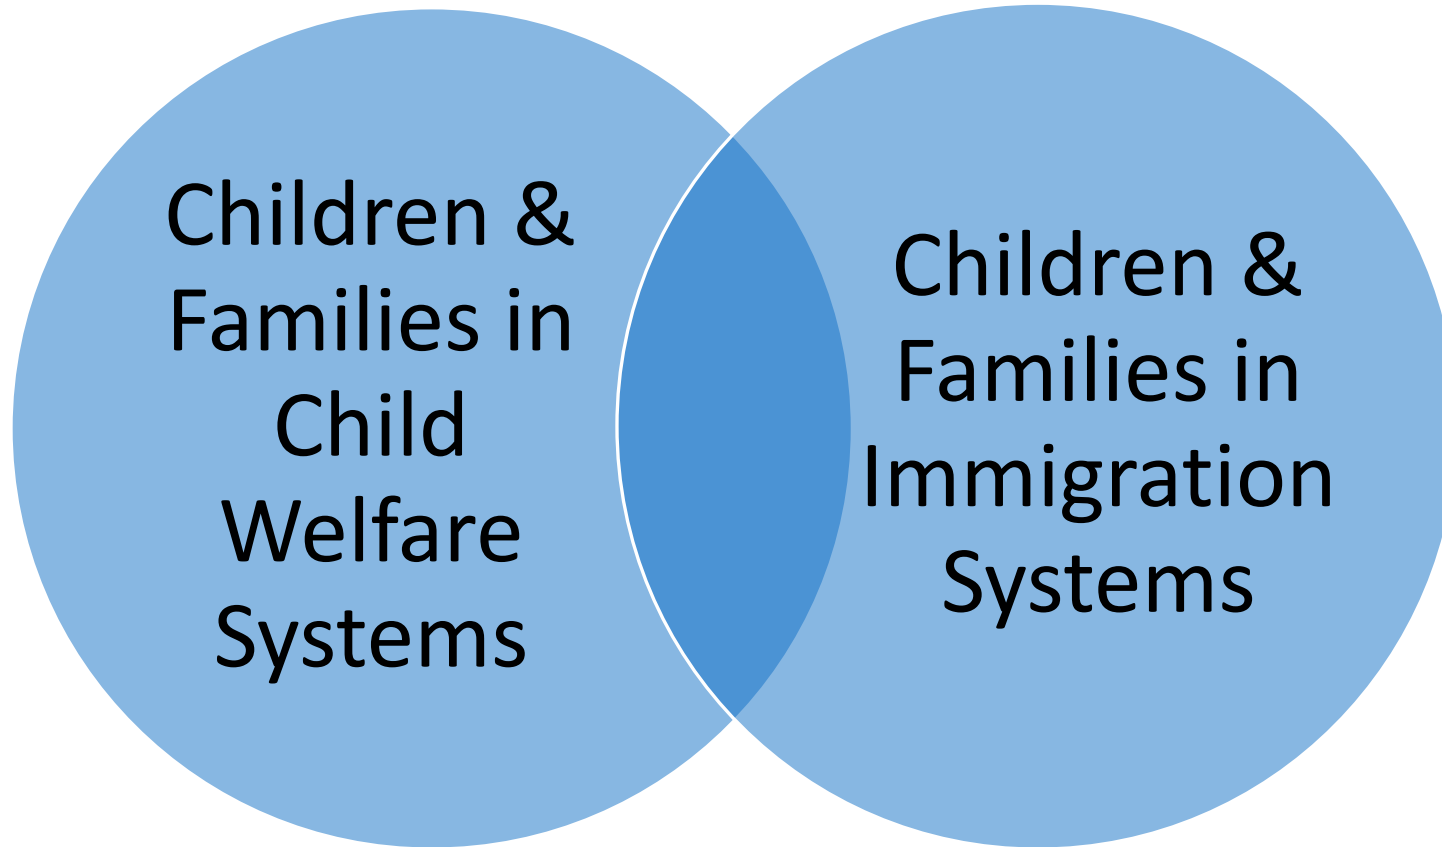 Children &
Families in
Child
Welfare
Systems
Children &
Families in
Immigration
Systems